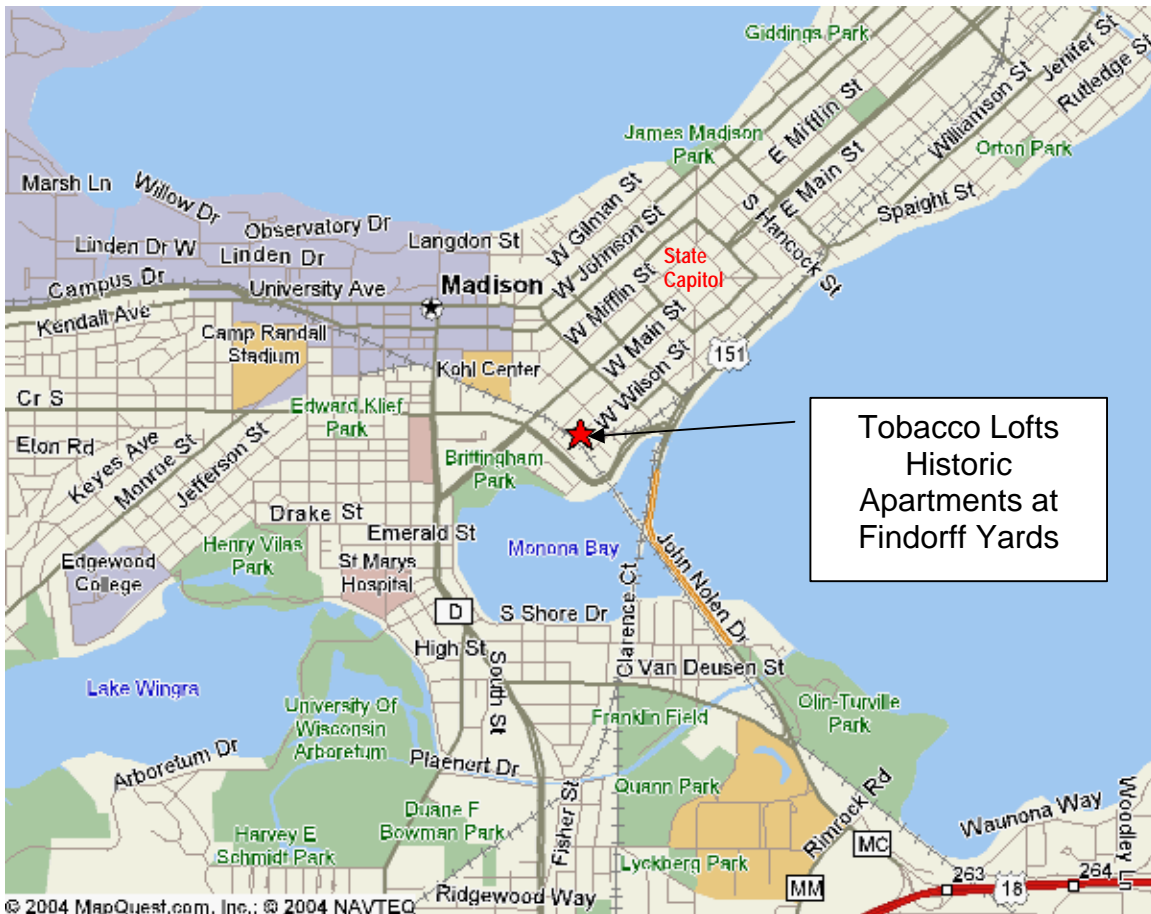 Giddings Park
Jenifer St
Rutledge St
E Mifflin St
Williamson St
James Madison
Park
Orton Park
E Main St
Marsh Ln
Willow Dr
W Gilman St
Spaight St
S Hancock St
Observatory Dr
Langdon St
Linden Dr W
Linden Dr
W Johnson St
State
Capitol
Campus Dr
University Ave
Madison
Kendall Ave
W Mifflin St
Camp Randall
Stadium
W Main St
151
Kohl Center
W Wilson St
Cr S
Edward Klief
Park
Tobacco Lofts
Historic
Apartments at
Findorff Yards
Eton Rd
Keyes Ave
Monroe St
Jefferson St
Brittingham
Park
Drake St
Emerald St
Henry Vilas
Park
Monona Bay
John Nolen Dr
Edgewood
College
St Marys
Hospital
Clarence Ct
D
S Shore Dr
High St
South St
Van Deusen St
Lake Wingra
University Of
Wisconsin
Arboretum
Franklin Field
Olin-Turville
Park
Arboretum Dr
Plaenert Dr
Quann Park
Rimrock Rd
Duane F
Bowman Park
Fisher St
Waunona Way
Woodley Ln
Harvey E
Schmidt Park
Lyckberg Park
MC
263
18
264
MM
Ridgewood Way
© 2004 MapQuest.com, Inc.; © 2004 NAVTEQ